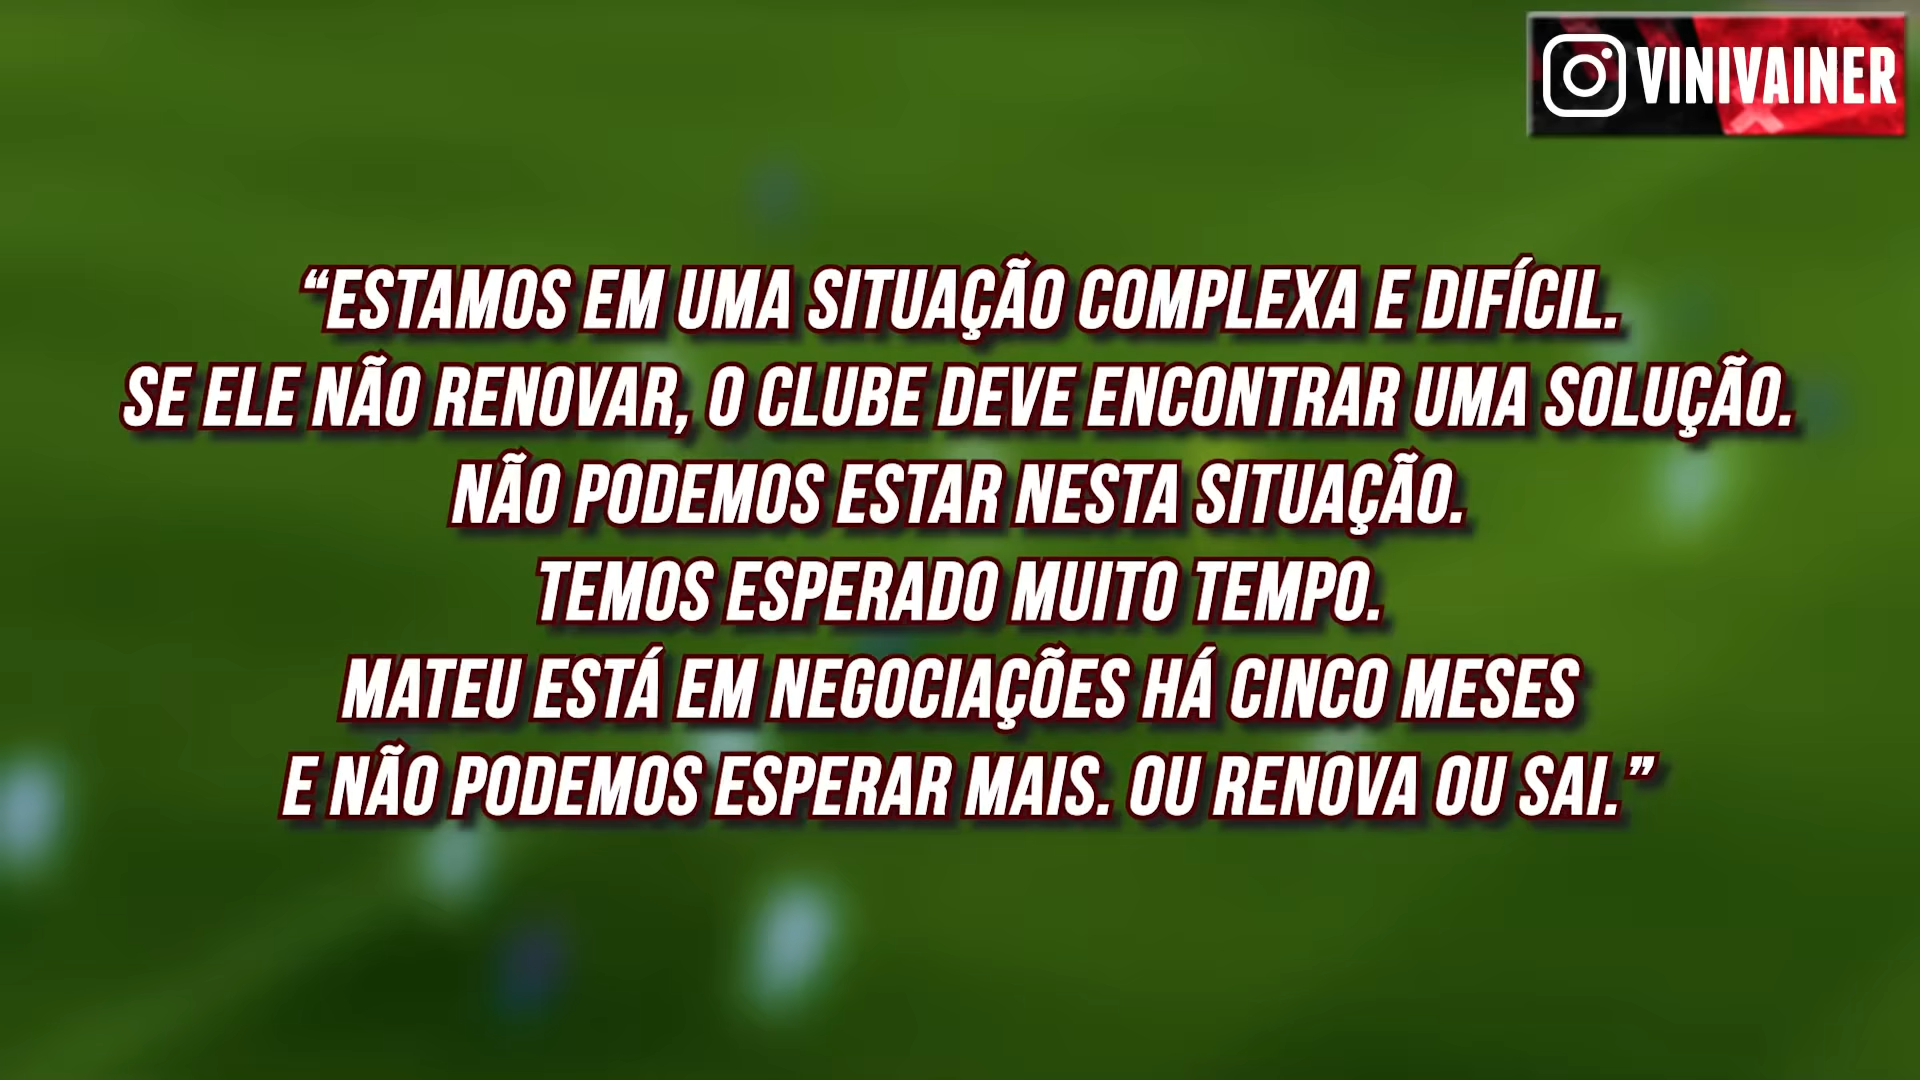 VINIVAINER
“ESTAMOS EM UMA SITUAÇÃO COMPLEXA E DIFÍCIL.
SE ELE NÃO RENOVAR, O CLUBE DEVE ENCONTRAR UMA SOLUÇÃO.
NÃO PODEMOS ESTAR NESTA SITUAÇÃO.
TEMOS ESPERADO MUITO TEMPO.
MATEU ESTÁ EM NEGOCIAÇÕES HÁ CINCO MESES
E NÃO PODEMOS ESPERAR MAIS. OU RENOVA OU SAI.”